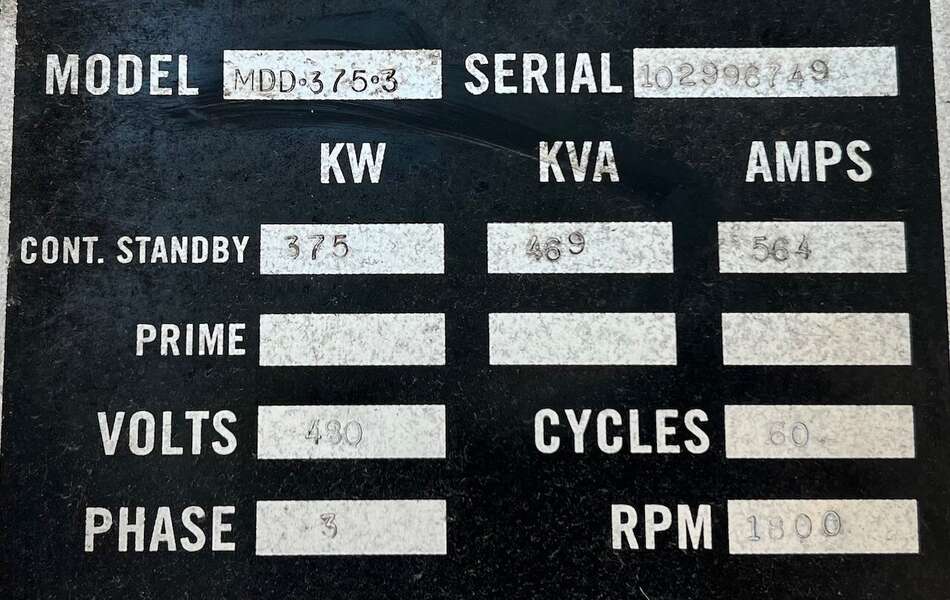 MODEL MDD·375·3 SERIAL 102996749
KW KVA AMPS
CONT. STANDBY 375 469 564
PRIME
VOLTS 480 CYCLES 60
PHASE 3 RPM 1800